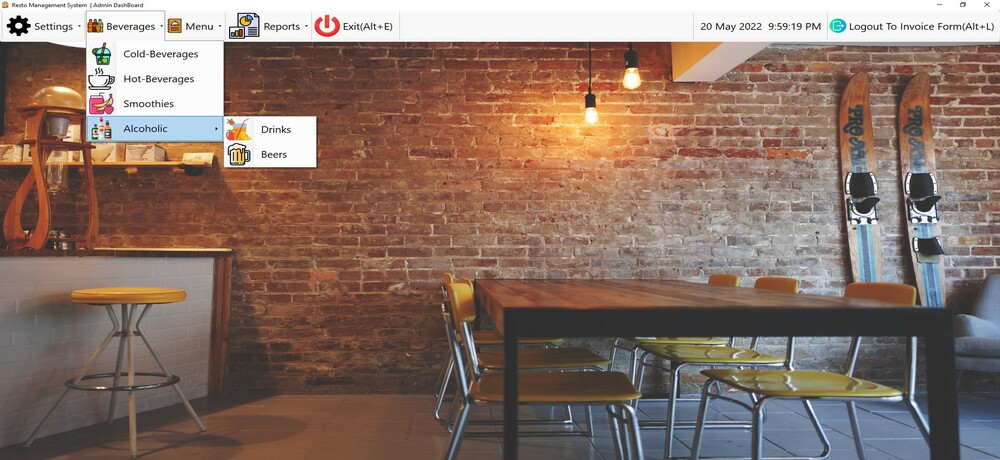 Resto Management System | Admin DashBoard
Settings Beverages Menu Reports Exit(Alt+E) 20 May 2022 9:59:19 PM Logout To Invoice Form(Alt+L)
Cold-Beverages
Hot-Beverages
Smoothies
Alcoholic
Drinks
Beers